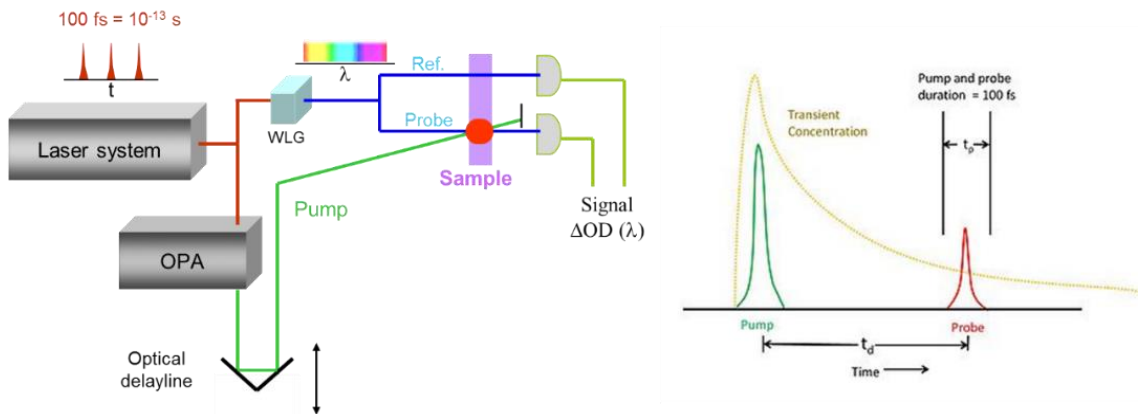 100 fs = 10⁻¹³ s
t
Laser system
OPA
Optical
delayline
WLG
λ
Ref.
Probe
Pump
Sample
Signal
ΔOD (λ)
Transient
Concentration
Pump and probe
duration = 100 fs
tₚ
Pump
Probe
t_d
Time